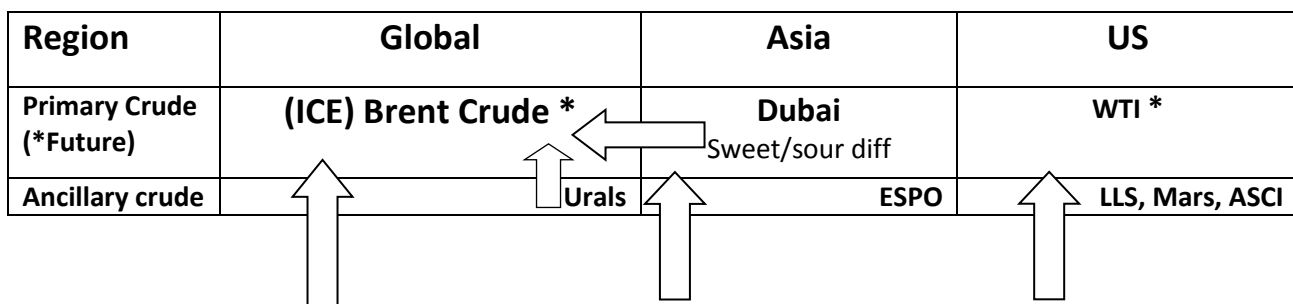 Region Global Asia US
Primary Crude (ICE) Brent Crude * Dubai WTI *
(*Future) Sweet/sour diff
Ancillary crude Urals ESPO LLS, Mars, ASCI